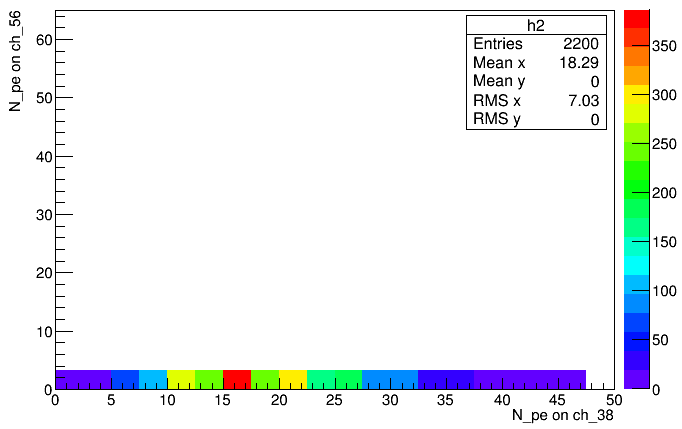 N_pe on ch_56
60
50
40
30
20
10
0
h2
Entries 2200
Mean x 18.29
Mean y 0
RMS x 7.03
RMS y 0
350
300
250
200
150
100
50
0
0 5 10 15 20 25 30 35 40 45 50
N_pe on ch_38